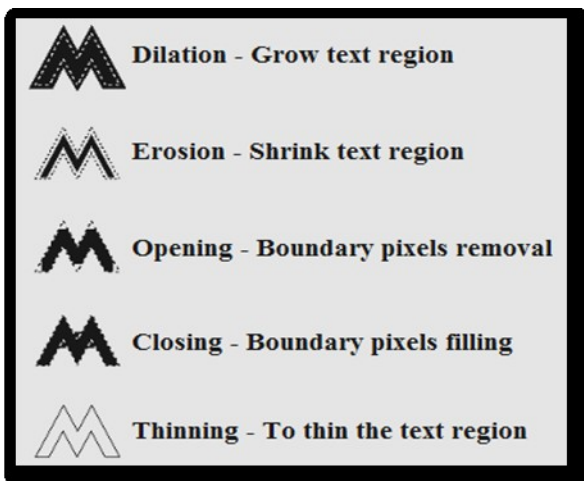 Dilation - Grow text region
Erosion - Shrink text region
Opening - Boundary pixels removal
Closing - Boundary pixels filling
Thinning - To thin the text region